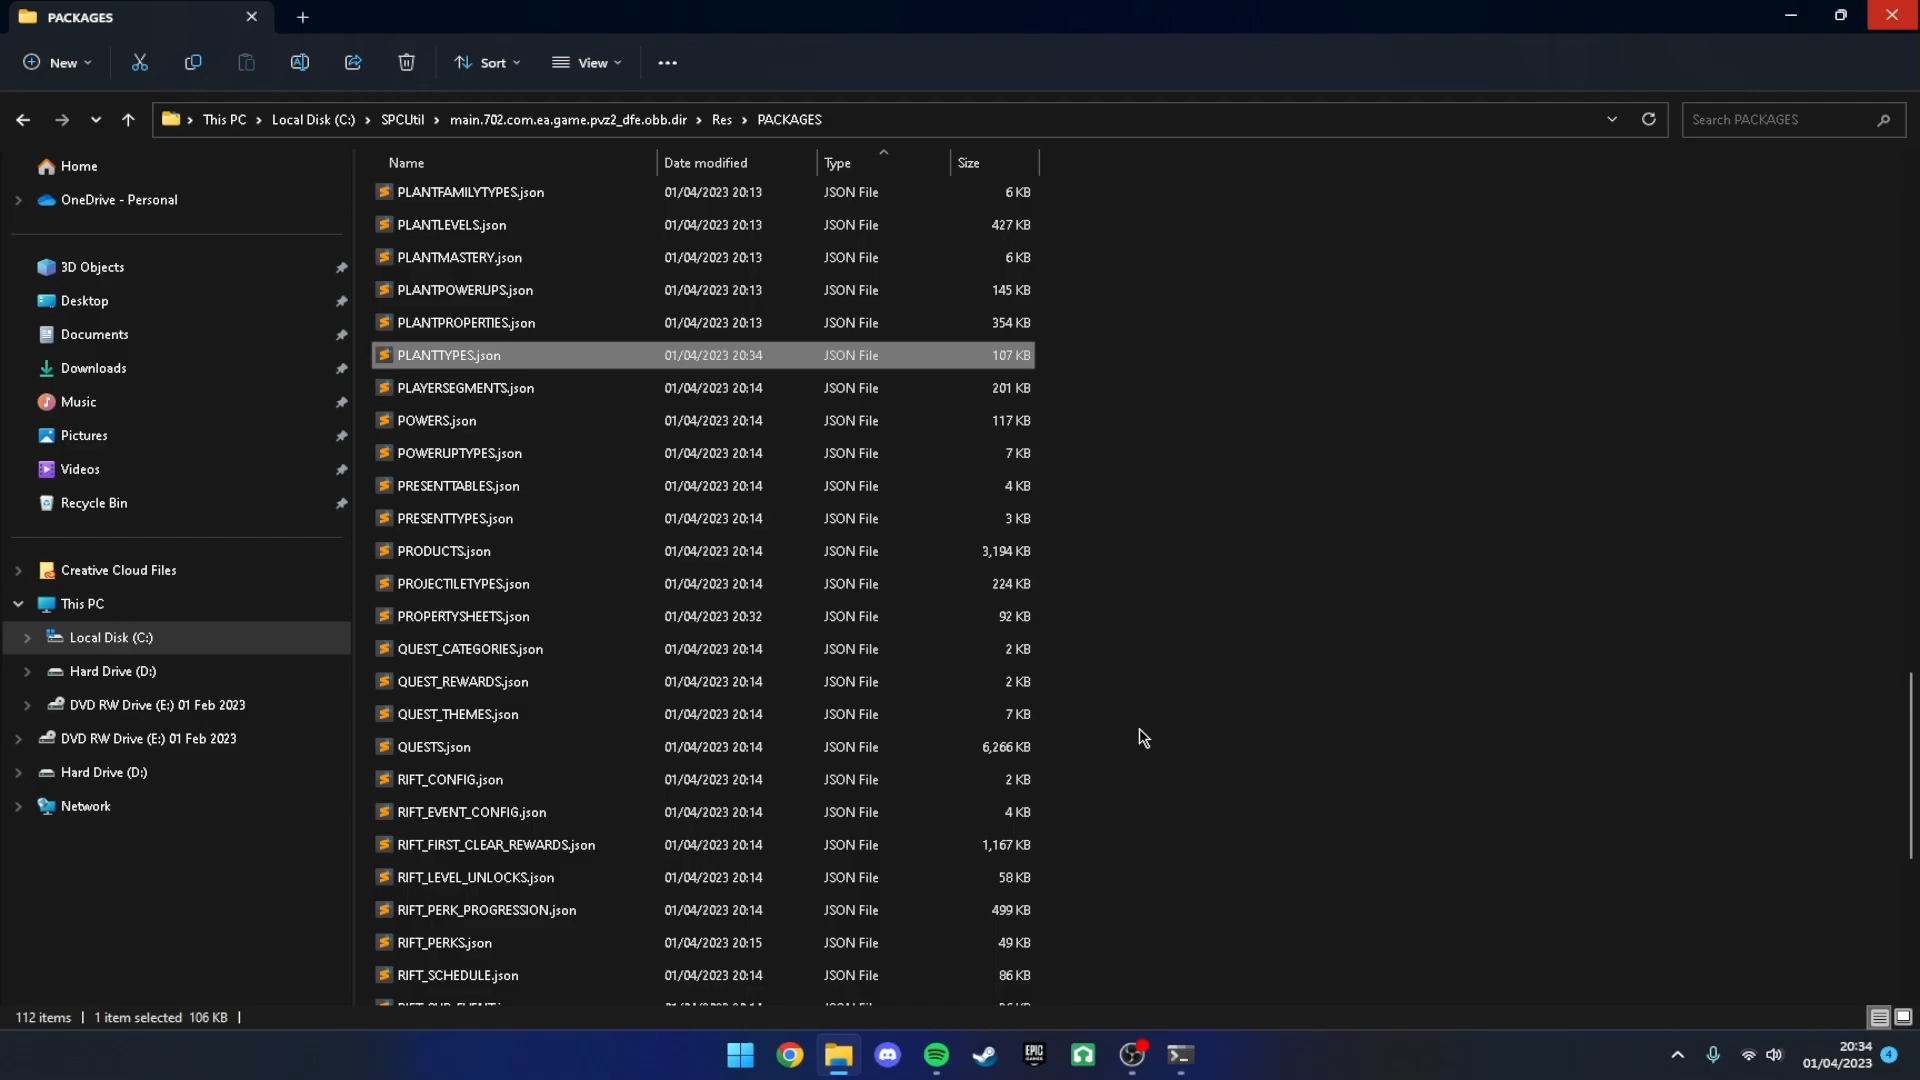 PACKAGES
New
Sort
View
This PC
Local Disk (C:)
SPCUtil
main.702.com.ea.game.pvz2_dfe.obb.dir
Res
PACKAGES
Search PACKAGES
Home
OneDrive - Personal
3D Objects
Desktop
Documents
Downloads
Music
Pictures
Videos
Recycle Bin
Creative Cloud Files
This PC
Local Disk (C:)
Hard Drive (D:)
DVD RW Drive (E:) 01 Feb 2023
DVD RW Drive (E:) 01 Feb 2023
Hard Drive (D:)
Network
Name Date modified Type Size
PLANTFAMILYTYPES.json 01/04/2023 20:13 JSON File 6 KB
PLANTLEVELS.json 01/04/2023 20:13 JSON File 427 KB
PLANTMASTERY.json 01/04/2023 20:13 JSON File 6 KB
PLANTPOWERUPS.json 01/04/2023 20:13 JSON File 145 KB
PLANTPROPERTIES.json 01/04/2023 20:13 JSON File 354 KB
PLANTTYPES.json 01/04/2023 20:34 JSON File 107 KB
PLAYERSEGMENTS.json 01/04/2023 20:14 JSON File 201 KB
POWERS.json 01/04/2023 20:14 JSON File 117 KB
POWERUPTYPES.json 01/04/2023 20:14 JSON File 7 KB
PRESENTTABLES.json 01/04/2023 20:14 JSON File 4 KB
PRESENTTYPES.json 01/04/2023 20:14 JSON File 3 KB
PRODUCTS.json 01/04/2023 20:14 JSON File 3,194 KB
PROJECTILETYPES.json 01/04/2023 20:14 JSON File 224 KB
PROPERTYSHEETS.json 01/04/2023 20:32 JSON File 92 KB
QUEST_CATEGORIES.json 01/04/2023 20:14 JSON File 2 KB
QUEST_REWARDS.json 01/04/2023 20:14 JSON File 2 KB
QUEST_THEMES.json 01/04/2023 20:14 JSON File 7 KB
QUESTS.json 01/04/2023 20:14 JSON File 6,266 KB
RIFT_CONFIG.json 01/04/2023 20:14 JSON File 2 KB
RIFT_EVENT_CONFIG.json 01/04/2023 20:14 JSON File 4 KB
RIFT_FIRST_CLEAR_REWARDS.json 01/04/2023 20:14 JSON File 1,167 KB
RIFT_LEVEL_UNLOCKS.json 01/04/2023 20:14 JSON File 58 KB
RIFT_PERK_PROGRESSION.json 01/04/2023 20:14 JSON File 499 KB
RIFT_PERKS.json 01/04/2023 20:15 JSON File 49 KB
RIFT_SCHEDULE.json 01/04/2023 20:14 JSON File 86 KB
112 items 1 item selected 106 KB
EPIC GAMES
20:34
01/04/2023
4